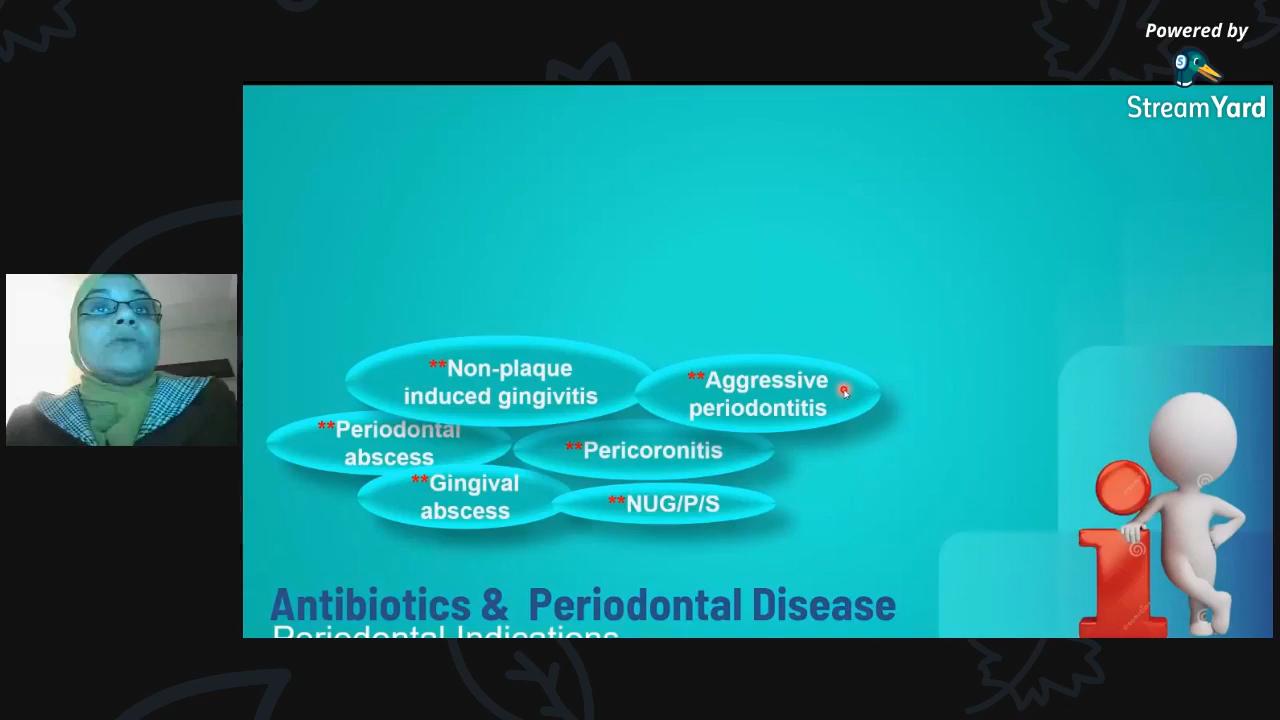 Powered by
StreamYard
**Non-plaque
induced gingivitis
**Aggressive
periodontitis
**Periodontal
abscess
**Pericoronitis
**Gingival
abscess
**NUG/P/S
Antibiotics & Periodontal Disease
Periodontal Indications